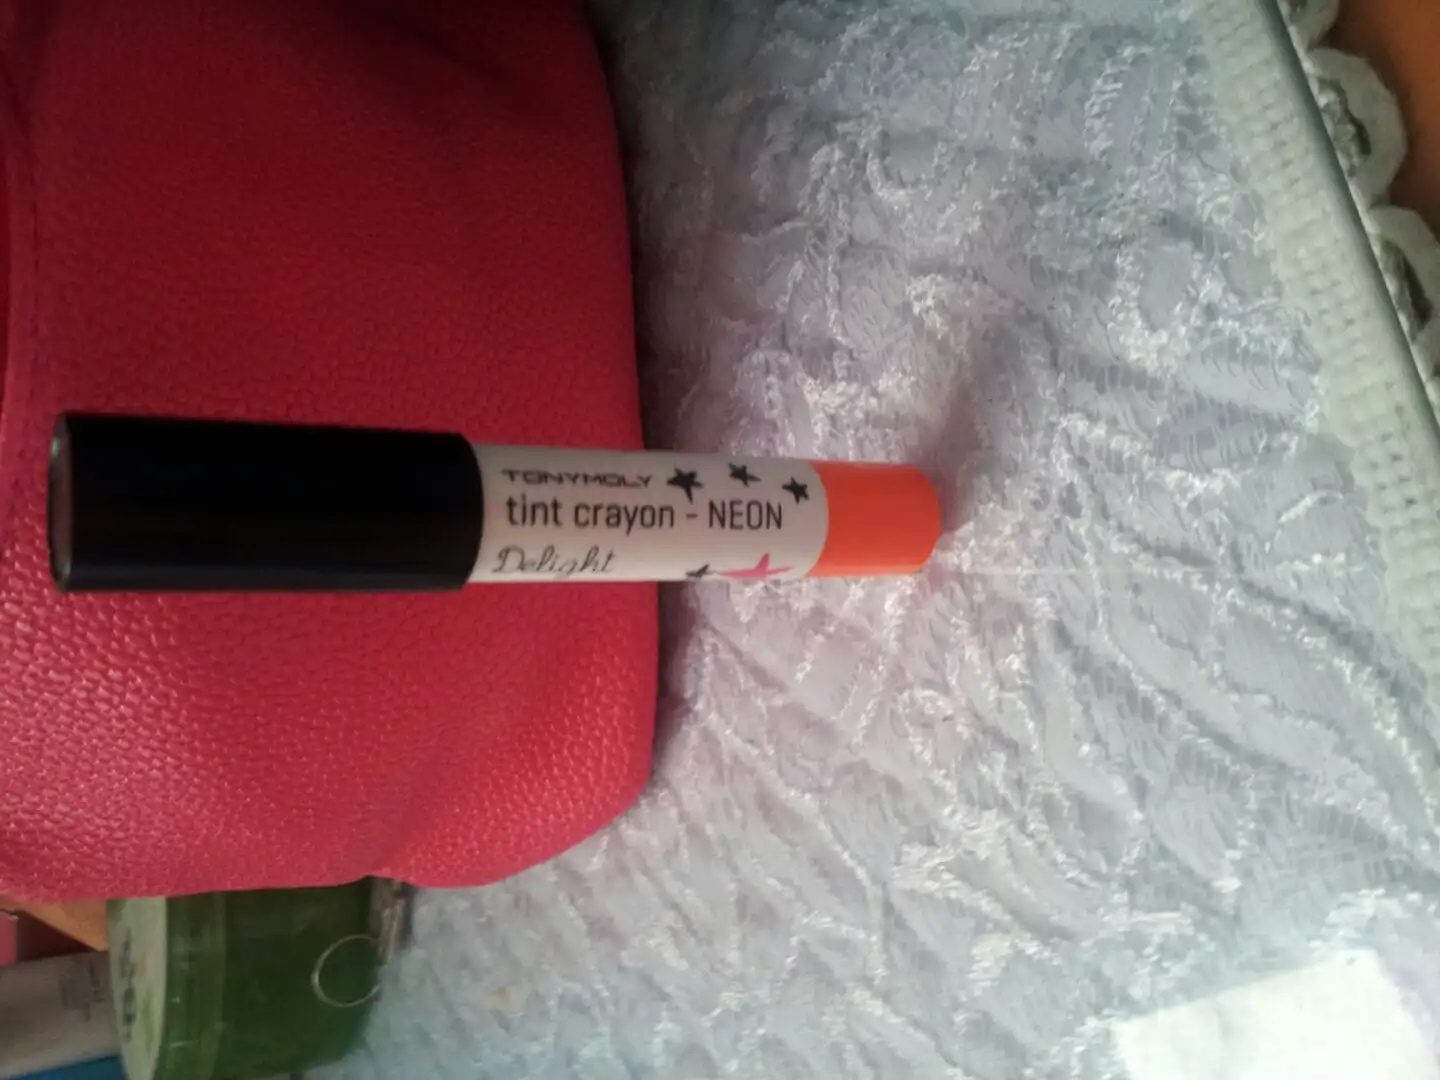 TONYMOLY
tint crayon - NEON
Delight